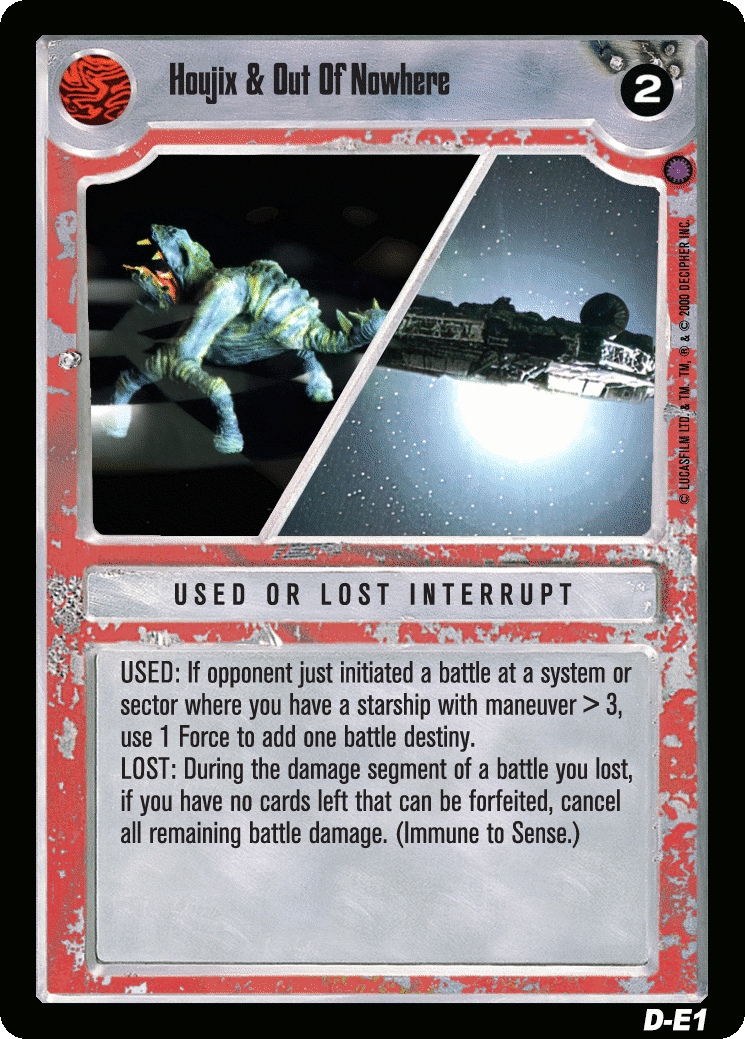 Houjix & Out Of Nowhere
2
© LUCASFILM LTD. & TM. TM, ® & © 2000 DECIPHER INC.
USED OR LOST INTERRUPT
USED: If opponent just initiated a battle at a system or
sector where you have a starship with maneuver > 3,
use 1 Force to add one battle destiny.
LOST: During the damage segment of a battle you lost,
if you have no cards left that can be forfeited, cancel
all remaining battle damage. (Immune to Sense.)
D-E1